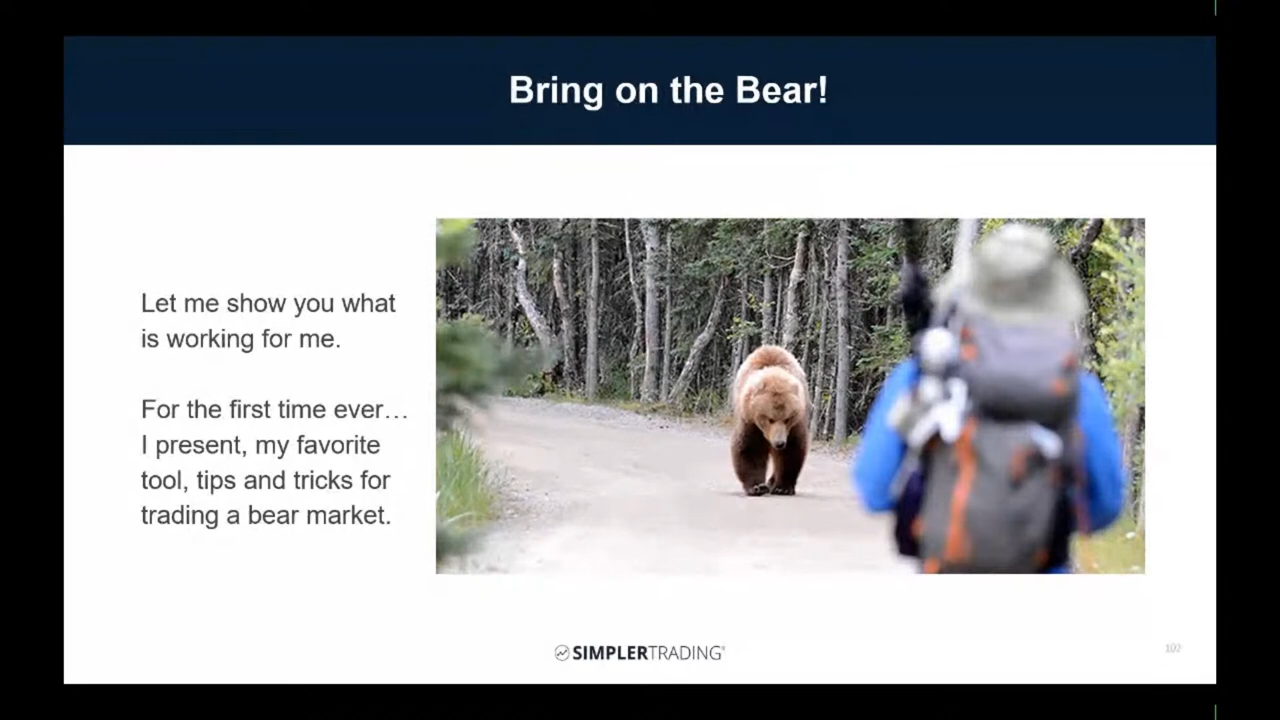 Bring on the Bear!
Let me show you what
is working for me.
For the first time ever…
I present, my favorite
tool, tips and tricks for
trading a bear market.
SIMPLERTRADING®
102